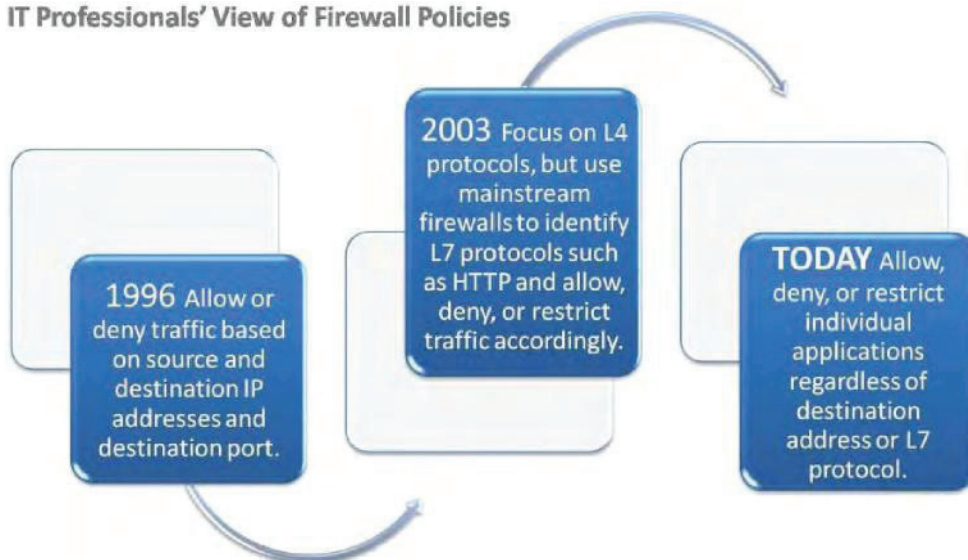 IT Professionals' View of Firewall Policies
1996 Allow or
deny traffic based
on source and
destination IP
addresses and
destination port.
2003 Focus on L4
protocols, but use
mainstream
firewalls to identify
L7 protocols such
as HTTP and allow,
deny, or restrict
traffic accordingly.
TODAY Allow,
deny, or restrict
individual
applications
regardless of
destination
address or L7
protocol.